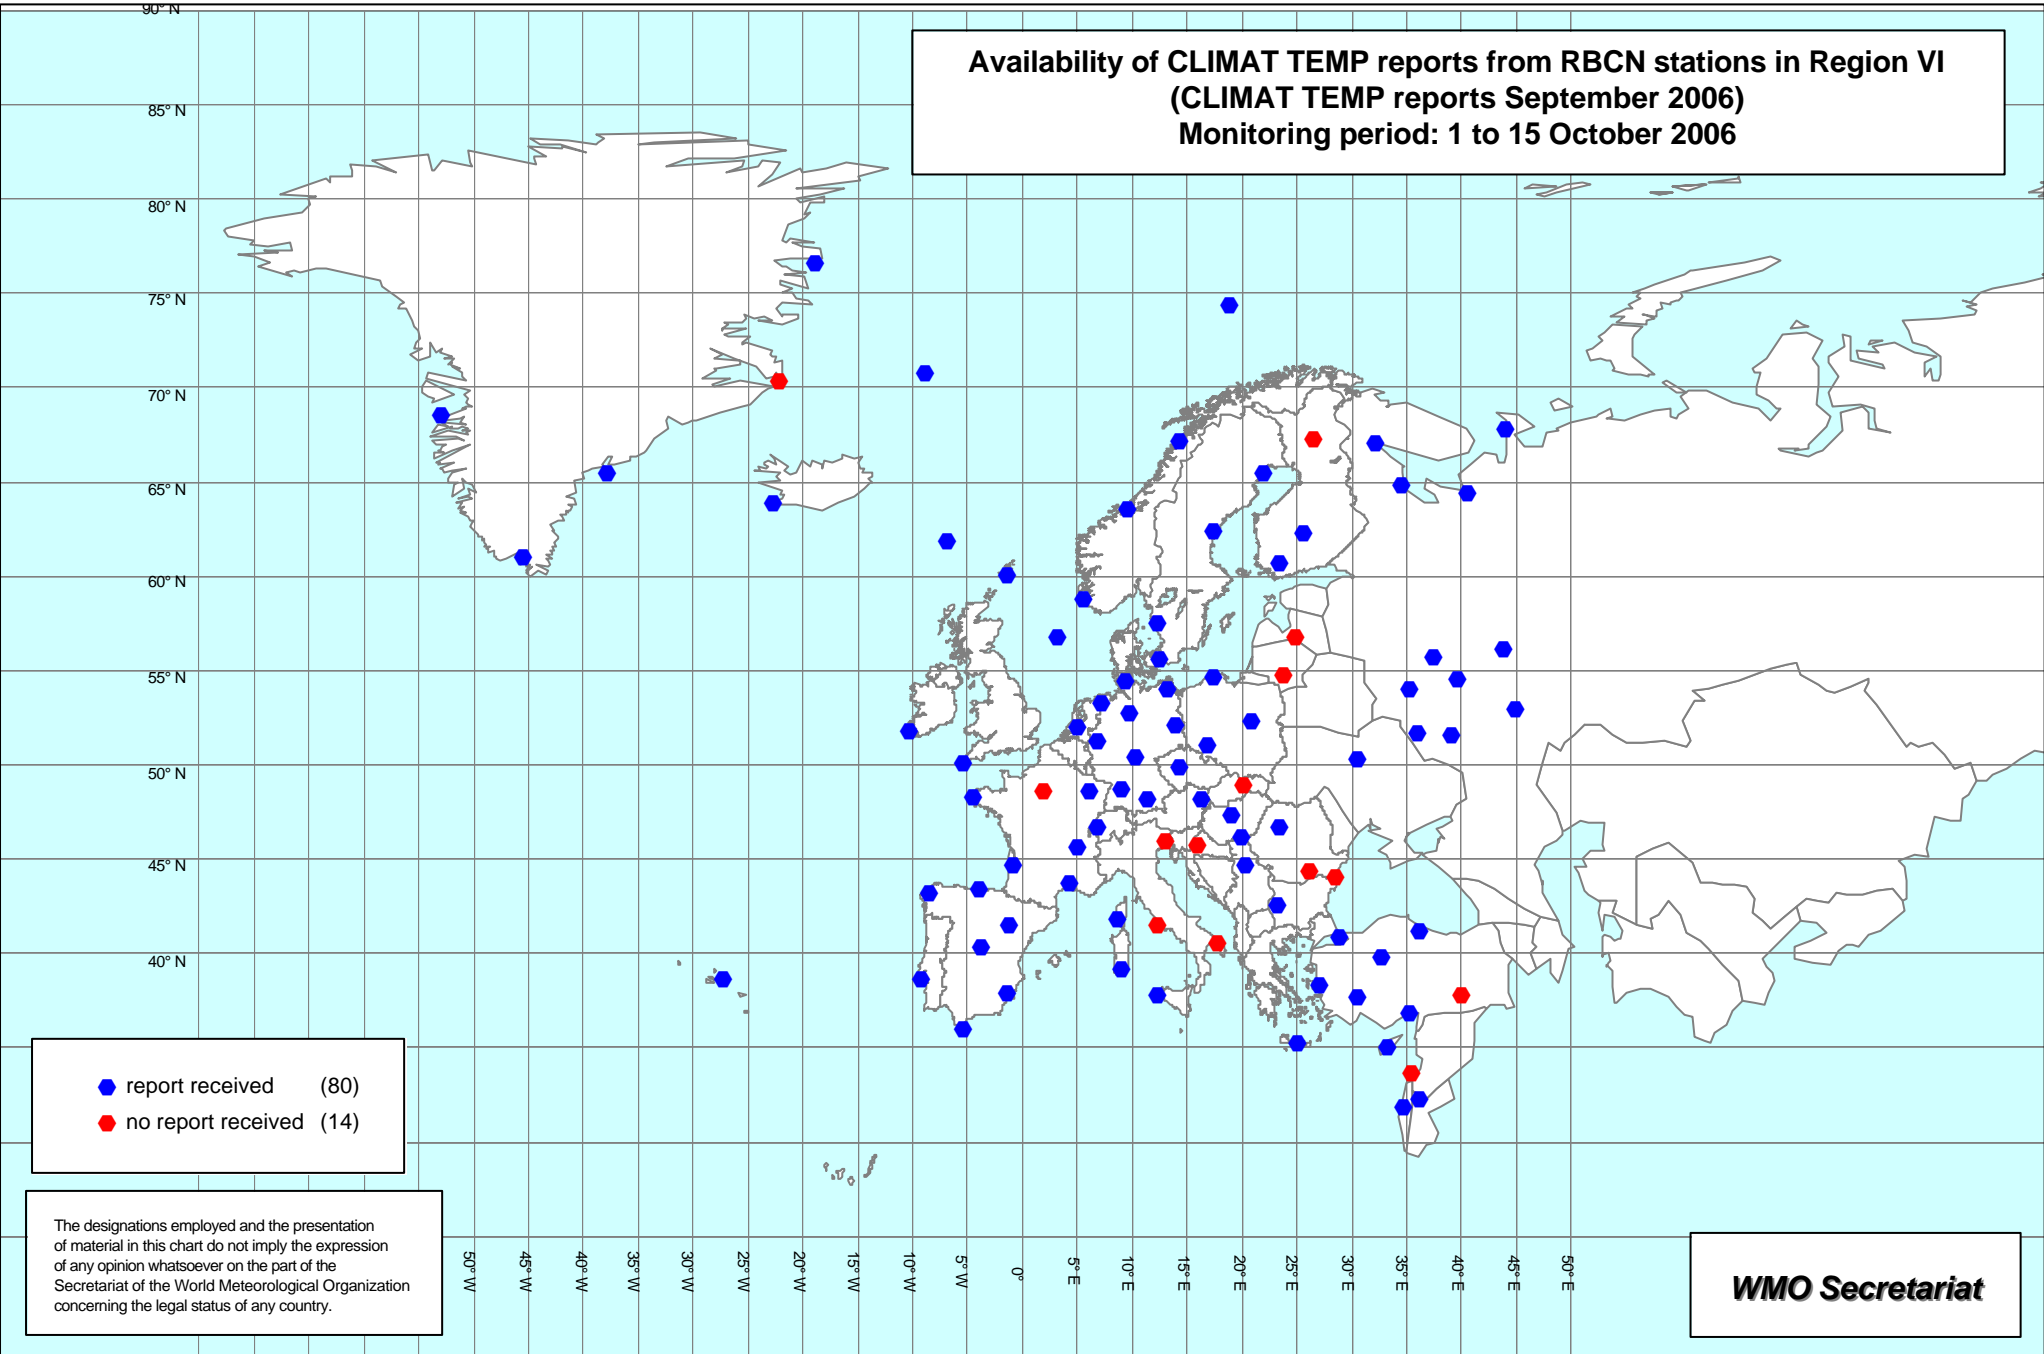 90° N
Availability of CLIMAT TEMP reports from RBCN stations in Region VI
(CLIMAT TEMP reports September 2006)
Monitoring period: 1 to 15 October 2006
85° N
80° N
75° N
70° N
65° N
60° N
55° N
50° N
45° N
40° N
report received (80)
no report received (14)
The designations employed and the presentation
of material in this chart do not imply the expression
of any opinion whatsoever on the part of the
Secretariat of the World Meteorological Organization
concerning the legal status of any country.
50° W
45° W
40° W
35° W
30° W
25° W
20° W
15° W
10° W
5° W
0°
5° E
10° E
15° E
20° E
25° E
30° E
35° E
40° E
45° E
50° E
WMO Secretariat